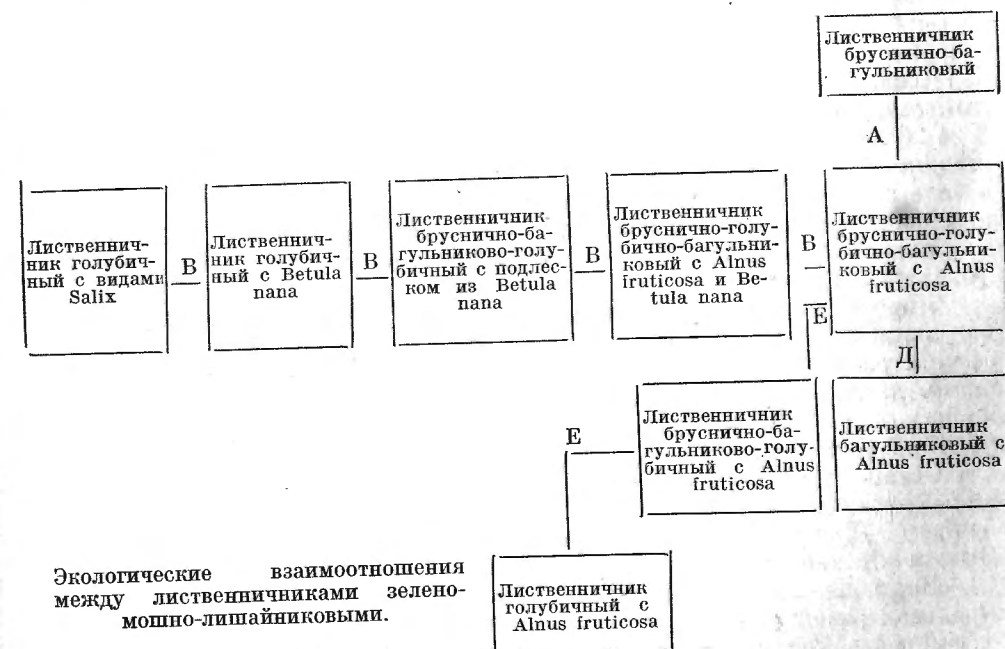 Лиственничник
бруснично-ба-
гульниковый
А
Лиственнич-
ник голубич-
ный с видами
Salix
В
Лиственнич-
ник голубич-
ный с Betula
nana
В
Лиственничник
бруснично-ба-
гульниково-голу-
бичный с подлес-
ком из Betula
nana
В
Лиственничник
бруснично-голу-
бично-багульни-
ковый с Alnus
fruticosa и Be-
tula nana
В
Лиственничник
бруснично-голу-
бично-багульни-
ковый с Alnus
fruticosa
Е
Д
Е
Лиственничник
бруснично-ба-
гульниково-голу-
бичный с Alnus
fruticosa
Лиственничник
багульниковый с
Alnus fruticosa
Лиственничник
голубичный с
Alnus fruticosa
Экологические взаимоотношения
между лиственничниками зелено-
мошно-лишайниковыми.